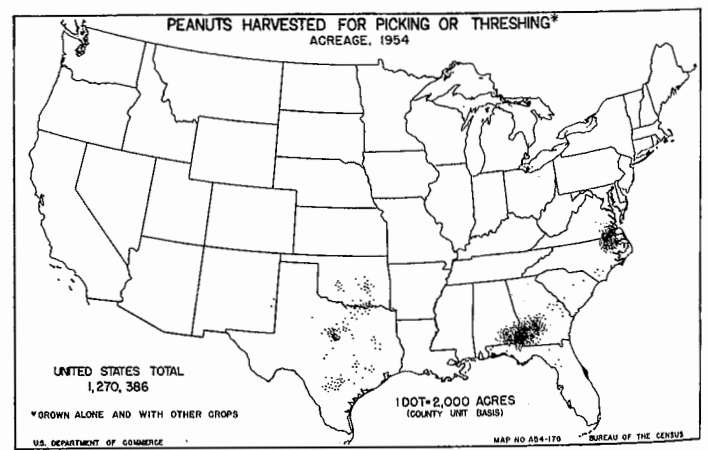 PEANUTS HARVESTED FOR PICKING OR THRESHING*
ACREAGE, 1954
UNITED STATES TOTAL
1,270,386
1 DOT=2,000 ACRES
(COUNTY UNIT BASIS)
*GROWN ALONE AND WITH OTHER CROPS
U.S. DEPARTMENT OF COMMERCE
MAP NO A54-176
BUREAU OF THE CENSUS